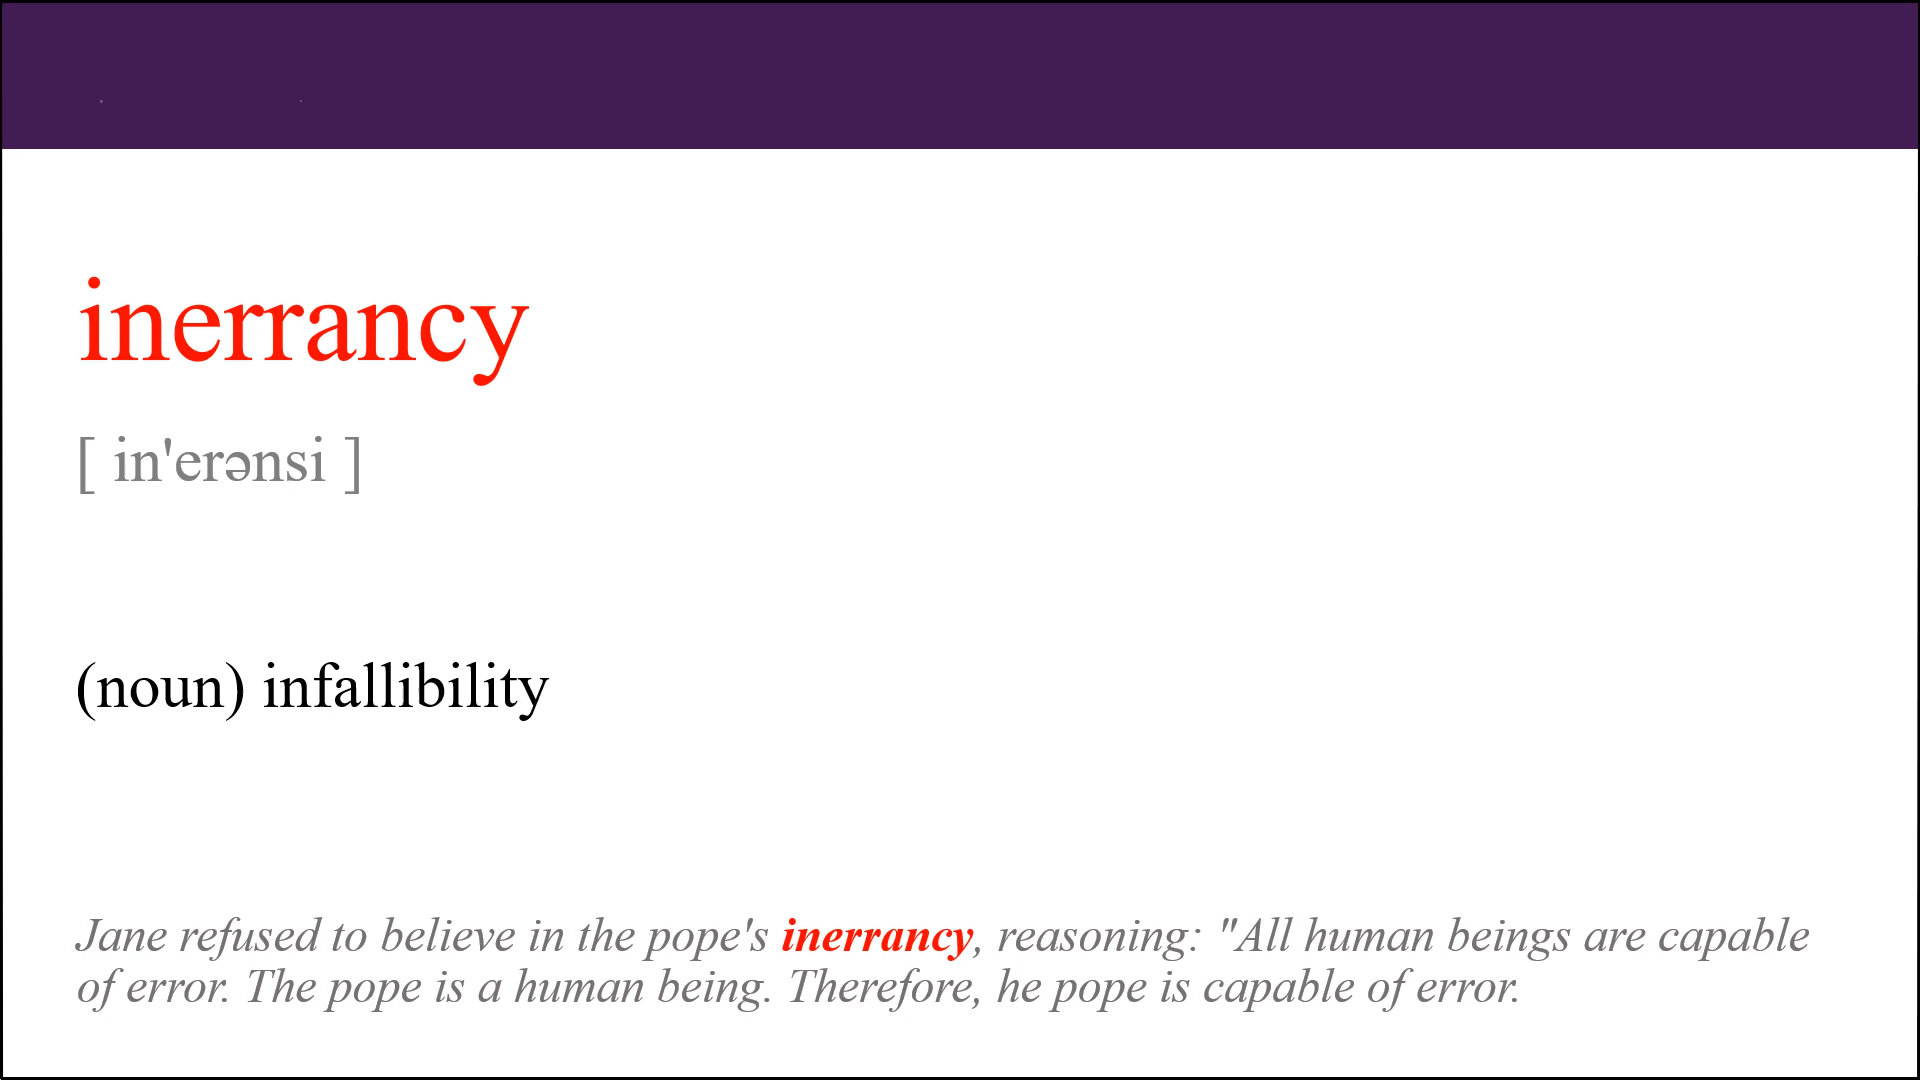 inerrancy
[ in'erənsi ]
(noun) infallibility
Jane refused to believe in the pope's inerrancy, reasoning: "All human beings are capable
of error. The pope is a human being. Therefore, he pope is capable of error.